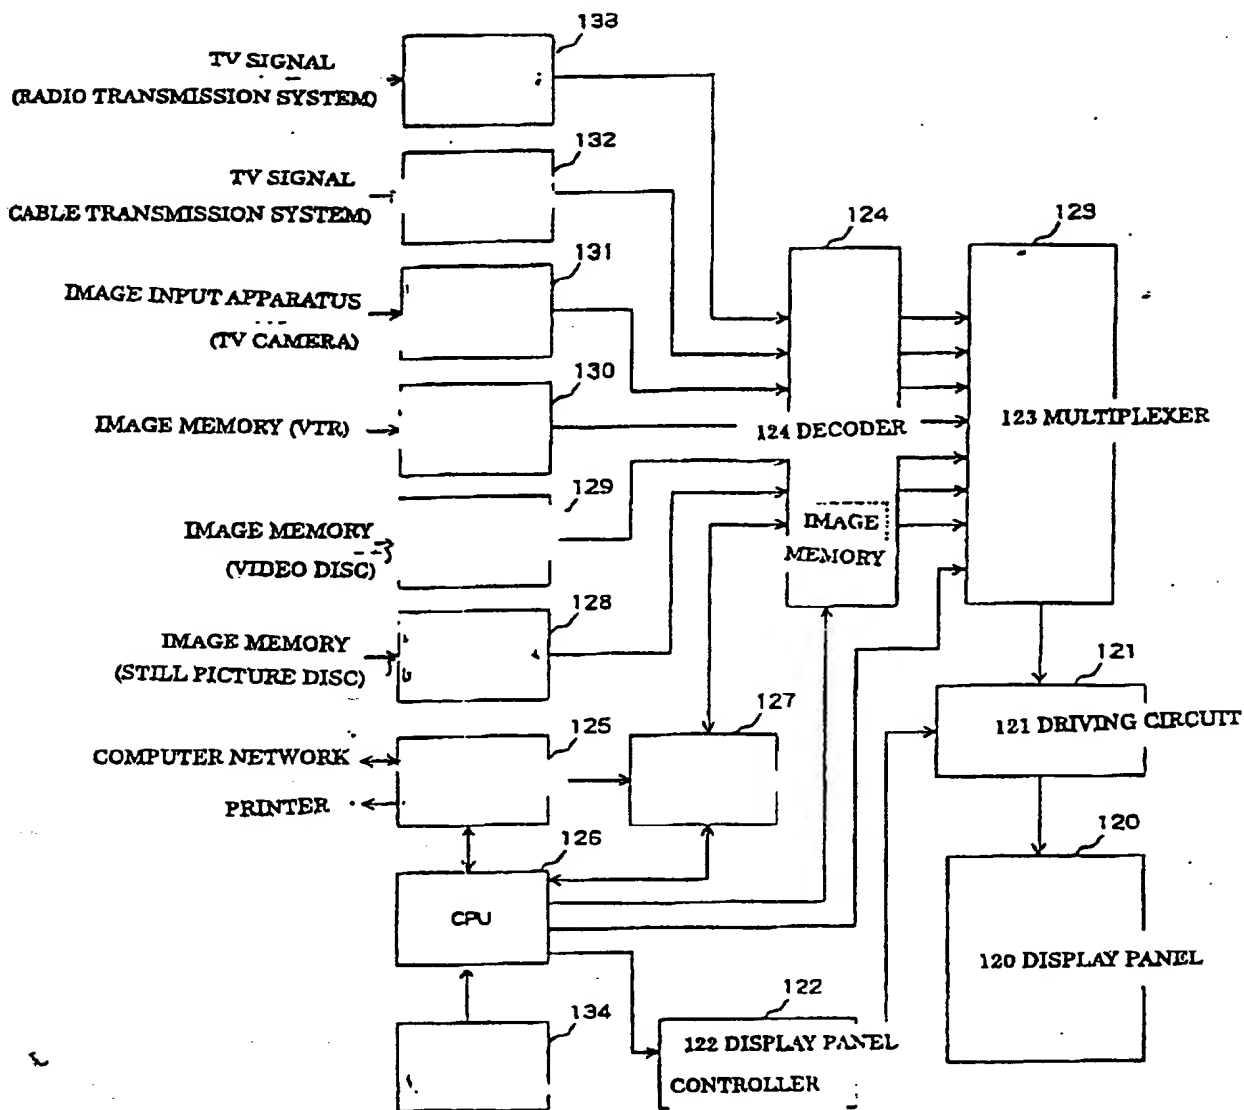 133
TV SIGNAL
(RADIO TRANSMISSION SYSTEM)
132
TV SIGNAL
CABLE TRANSMISSION SYSTEM)
124
123
131
IMAGE INPUT APPARATUS
(TV CAMERA)
130
IMAGE MEMORY (VTR)
124 DECODER
123 MULTIPLEXER
129
IMAGE MEMORY
(VIDEO DISC)
IMAGE
MEMORY
128
IMAGE MEMORY
(STILL PICTURE DISC)
121
127
125
121 DRIVING CIRCUIT
COMPUTER NETWORK
PRINTER
126
120
CPU
120 DISPLAY PANEL
134
122
122 DISPLAY PANEL
CONTROLLER